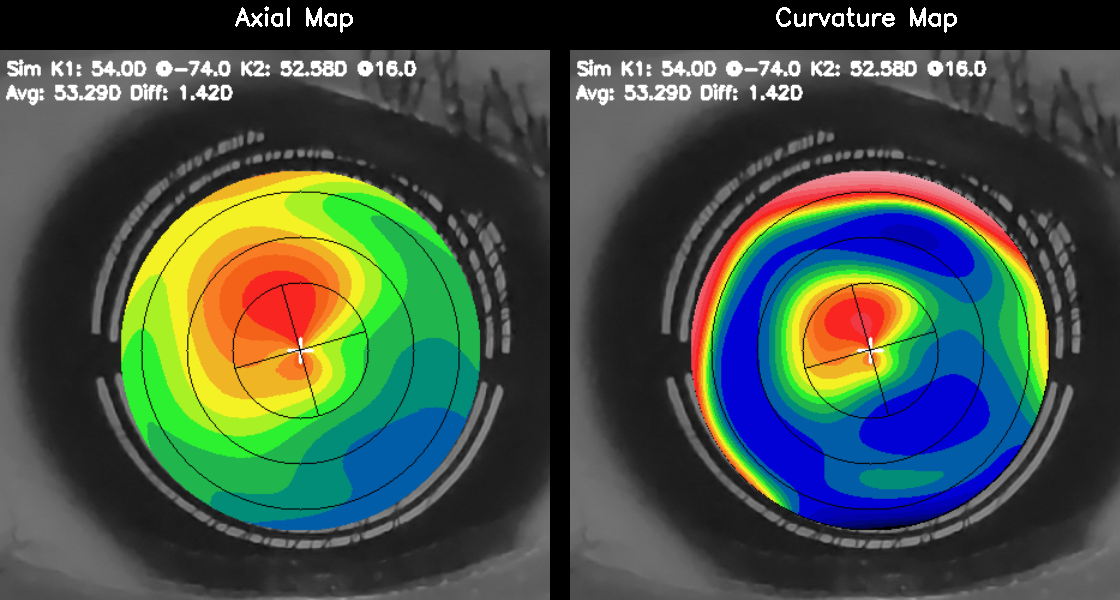 Axial Map
Curvature Map
Sim K1: 54.0D @-74.0 K2: 52.58D @16.0
Avg: 53.29D Diff: 1.42D
Sim K1: 54.0D @-74.0 K2: 52.58D @16.0
Avg: 53.29D Diff: 1.42D